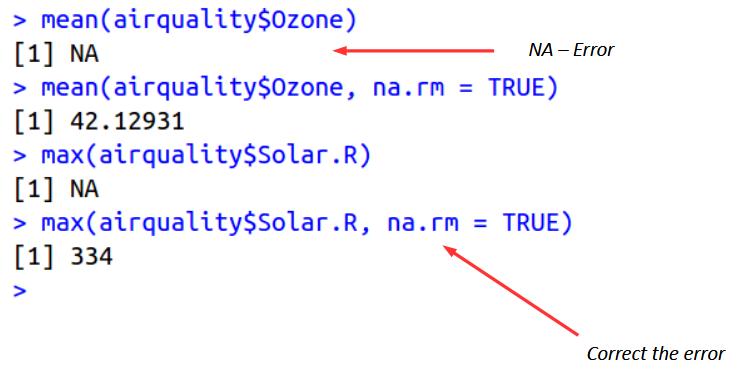 > mean(airquality$Ozone)
[1] NA
NA – Error
> mean(airquality$Ozone, na.rm = TRUE)
[1] 42.12931
> max(airquality$Solar.R)
[1] NA
> max(airquality$Solar.R, na.rm = TRUE)
[1] 334
>
Correct the error